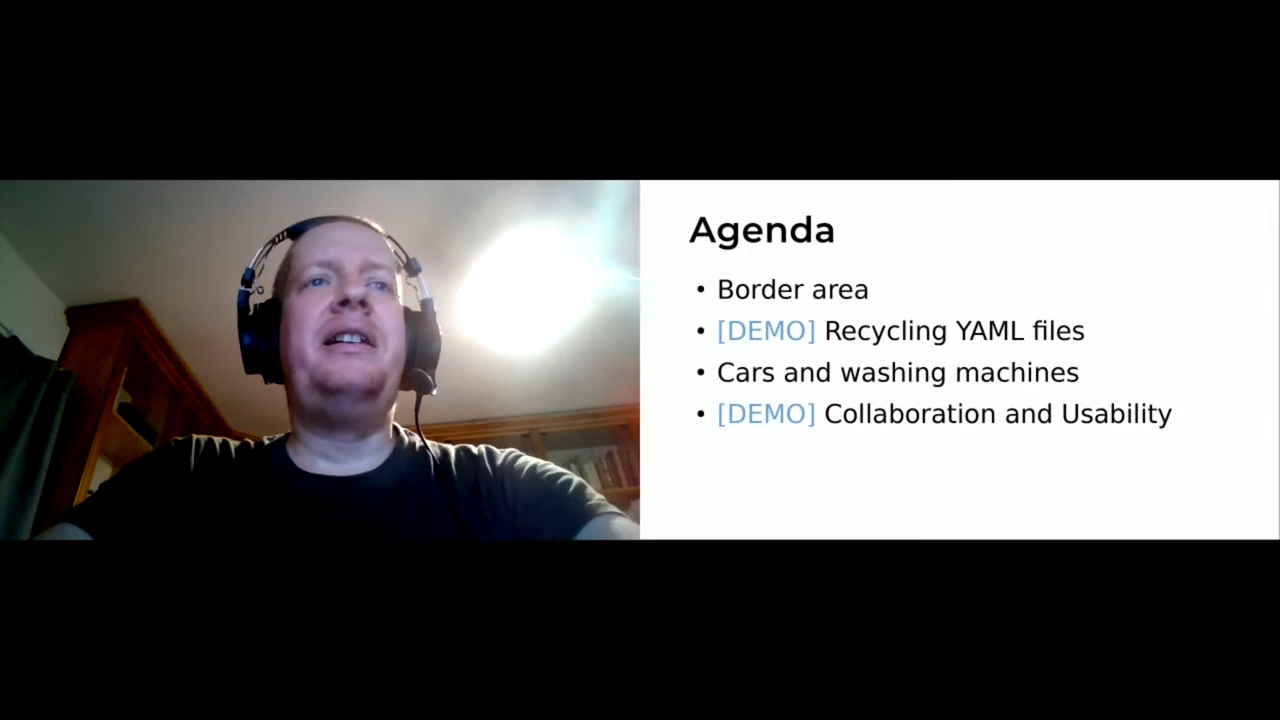 Agenda
• Border area
• [DEMO] Recycling YAML files
• Cars and washing machines
• [DEMO] Collaboration and Usability